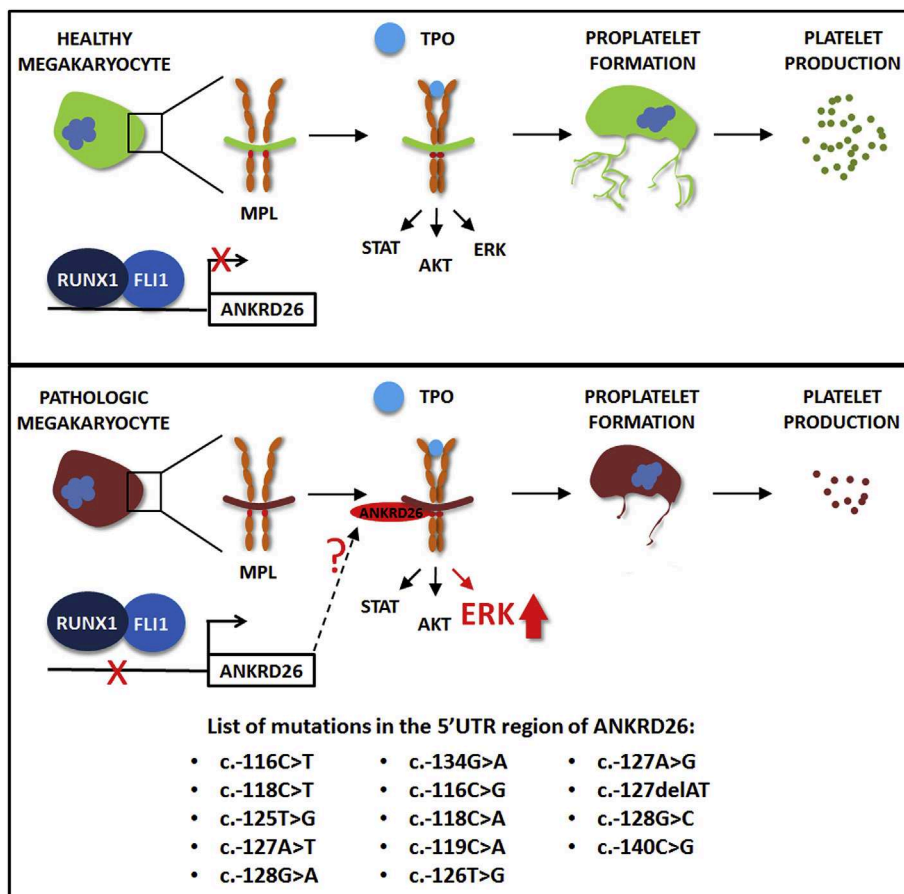 HEALTHY
MEGAKARYOCYTE
TPO
PROPLATELET
FORMATION
PLATELET
PRODUCTION
MPL
STAT
AKT
ERK
RUNX1
FLI1
X
ANKRD26
PATHOLOGIC
MEGAKARYOCYTE
TPO
PROPLATELET
FORMATION
PLATELET
PRODUCTION
ANKRD26
MPL
?
STAT
AKT
ERK
RUNX1
FLI1
X
ANKRD26
List of mutations in the 5'UTR region of ANKRD26:
• c.-116C>T
• c.-118C>T
• c.-125T>G
• c.-127A>T
• c.-128G>A
• c.-134G>A
• c.-116C>G
• c.-118C>A
• c.-119C>A
• c.-126T>G
• c.-127A>G
• c.-127delAT
• c.-128G>C
• c.-140C>G